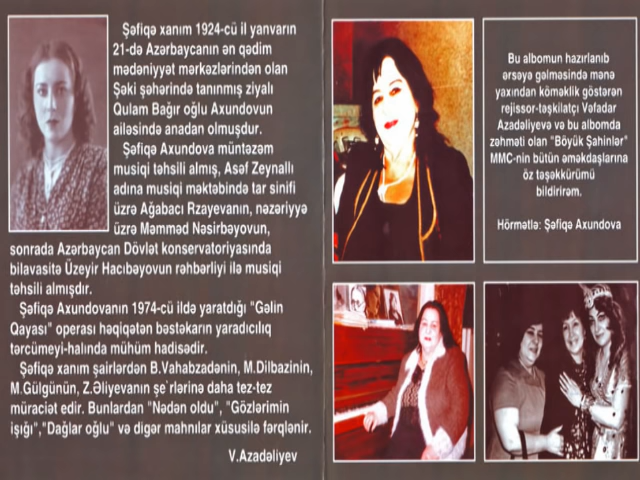 Şəfiqə xanım 1924-cü il yanvarın
21-də Azərbaycanın ən qədim
mədəniyyət mərkəzlərindən olan
Şəki şəhərində tanınmış ziyalı
Qulam Bağır oğlu Axundovun
ailəsində anadan olmuşdur.
Şəfiqə Axundova müntəzəm
musiqi təhsili almış, Asəf Zeynallı
adına musiqi məktəbində tar sinifi
üzrə Ağabacı Rzayevanın, nəzəriyyə
üzrə Məmməd Nəsirbəyovun,
sonrada Azərbaycan Dövlət konservatoriyasında
bilavasitə Üzeyir Hacıbəyovun rəhbərliyi ilə musiqi
təhsili almışdır.
Şəfiqə Axundovanın 1974-cü ildə yaratdığı "Gəlin
Qayası" operası həqiqətən bəstəkarın yaradıcılıq
tərcümeyi-halında mühüm hadisədir.
Şəfiqə xanım şairlərdən B.Vahabzadənin, M.Dilbazinin,
M.Gülgünün, Z.Əliyevanın şe`rlərinə daha tez-tez
müraciət edir. Bunlardan "Nədən oldu", "Gözlərimin
işığı","Dağlar oğlu" və digər mahnılar xüsusilə fərqlənir.
V.Azadəliyev
Bu albomun hazırlanıb
ərsəyə gəlməsində mənə
yaxından köməklik göstərən
rejissor-təşkilatçı Vəfadar
Azadəliyevə və bu albomda
zəhməti olan "Böyük Şahinlər"
MMC-nin bütün əməkdaşlarına
öz təşəkkürümü
bildirirəm.
Hörmətlə: Şəfiqə Axundova